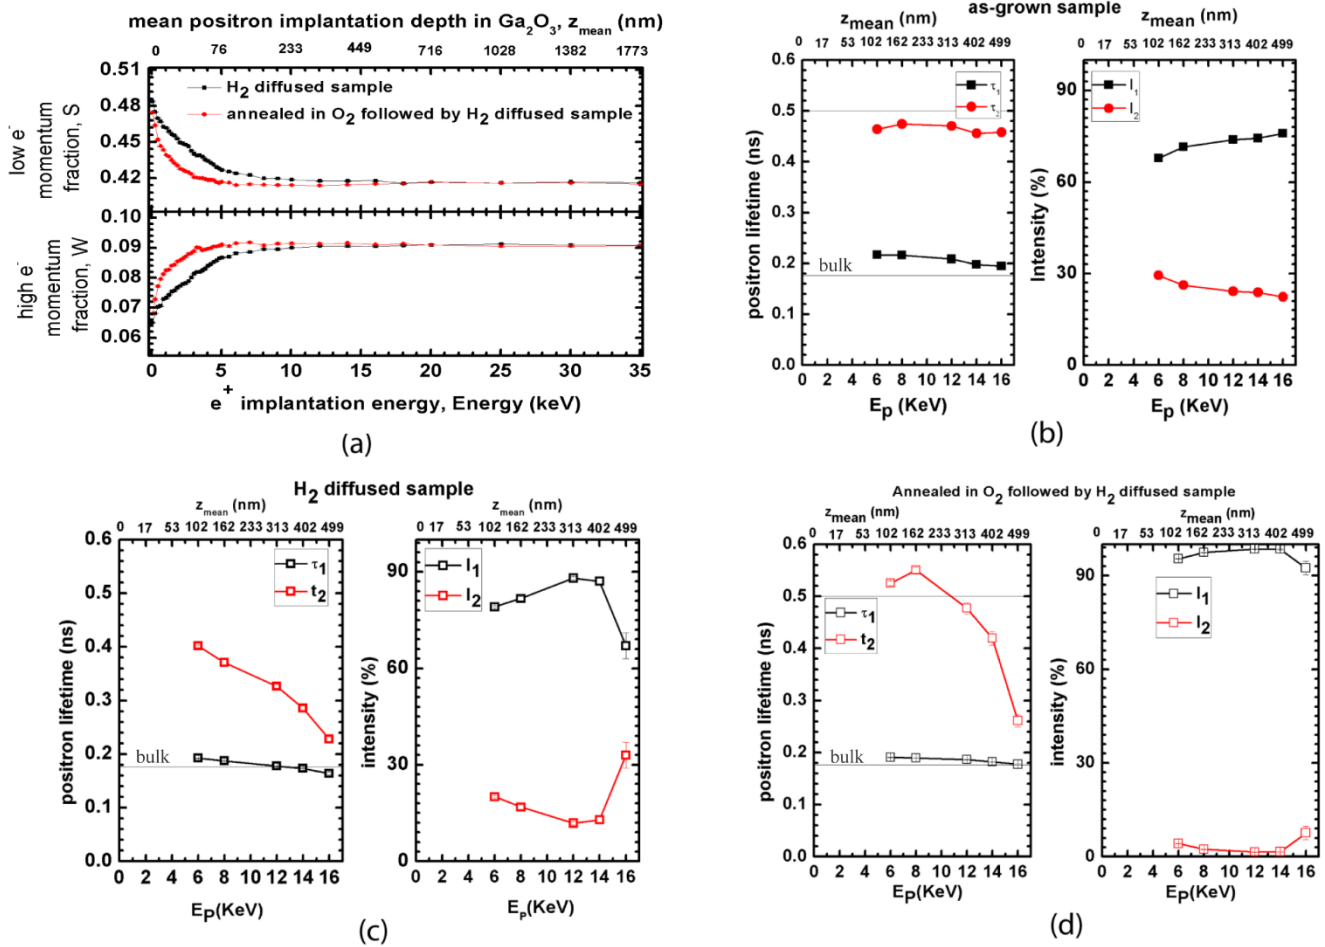 mean positron implantation depth in Ga2O3, zmean (nm)
0 76 233 449 716 1028 1382 1773
0.51
0.48
0.45
0.42
low e-
momentum
fraction, S
H2 diffused sample
annealed in O2 followed by H2 diffused sample
0.10
0.09
0.08
0.07
0.06
high e-
momentum
fraction, W
0 5 10 15 20 25 30 35
e+ implantation energy, Energy (keV)
(a)
as-grown sample
zmean (nm)
0 17 53 102 162 233 313 402 499
0.6
0.5
0.4
0.3
0.2
0.1
0.0
positron lifetime (ns)
τ1
τ2
bulk
0 2 4 6 8 10 12 14 16
Ep (KeV)
zmean (nm)
0 17 53 102 162 233 313 402 499
90
60
30
0
Intensity (%)
I1
I2
0 2 4 6 8 10 12 14 16
Ep (KeV)
(b)
H2 diffused sample
zmean (nm)
0 17 53 102 162 233 313 402 499
0.6
0.5
0.4
0.3
0.2
0.1
0.0
positron lifetime (ns)
τ1
t2
bulk
0 2 4 6 8 10 12 14 16
EP(KeV)
zmean (nm)
0 17 53 102 162 233 313 402 499
90
60
30
0
intensity (%)
I1
I2
0 2 4 6 8 10 12 14 16
EP(KeV)
(c)
Annealed in O2 followed by H2 diffused sample
zmean (nm)
0 17 53 102 162 233 313 402 499
0.6
0.5
0.4
0.3
0.2
0.1
0.0
positron lifetime (ns)
τ1
t2
bulk
0 2 4 6 8 10 12 14 16
EP(KeV)
zmean (nm)
0 17 53 102 162 233 313 402 499
90
60
30
0
intensity (%)
I1
I2
0 2 4 6 8 10 12 14 16
EP(KeV)
(d)